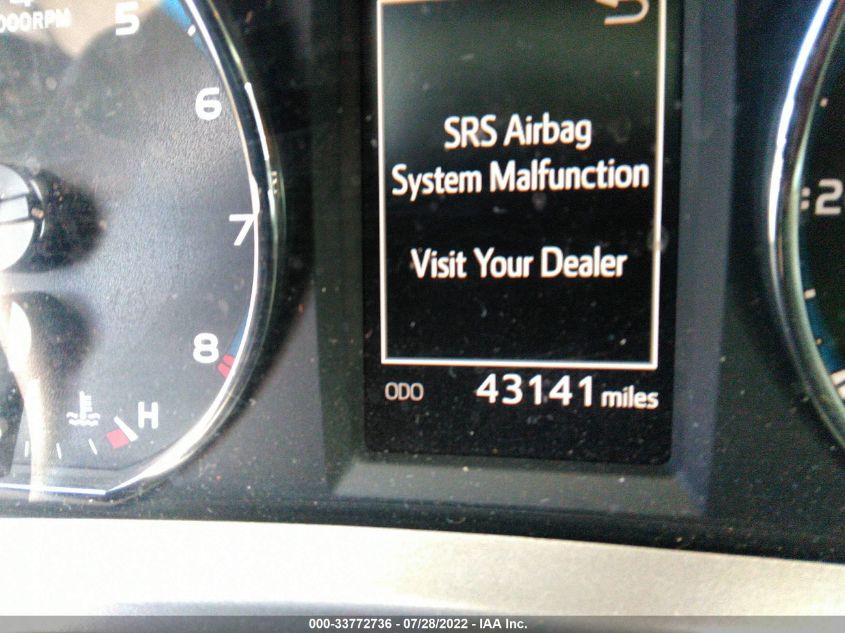 000RPM
5
6
7
8
H
SRS Airbag
System Malfunction
Visit Your Dealer
ODO 43141 miles
000-33772736 - 07/28/2022 - IAA Inc.